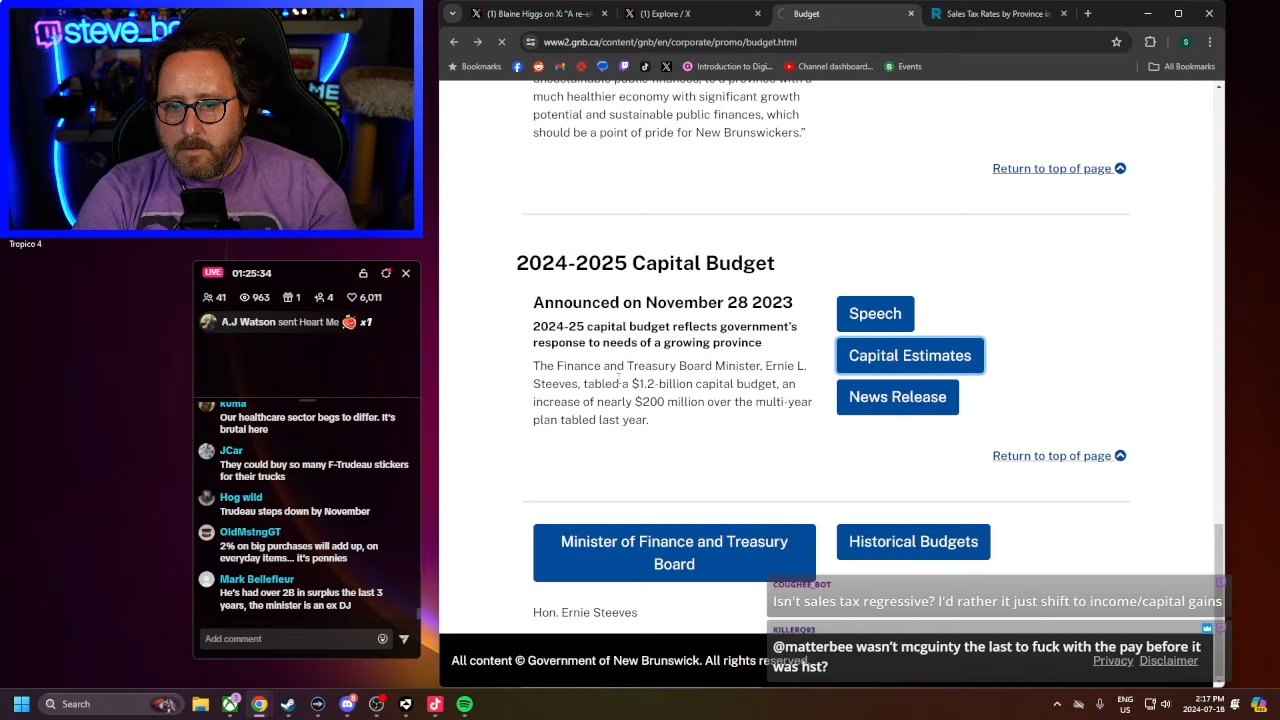 steve_bo
Tropico 4
(1) Blaine Higgs on X: "A re-el
(1) Explore / X
Budget
Sales Tax Rates by Province in
www2.gnb.ca/content/gnb/en/corporate/promo/budget.html
Bookmarks
Introduction to Digi...
Channel dashboard...
Events
All Bookmarks
much healthier economy with significant growth
potential and sustainable public finances, which
should be a point of pride for New Brunswickers."
Return to top of page
2024-2025 Capital Budget
Announced on November 28 2023
2024-25 capital budget reflects government's
response to needs of a growing province
The Finance and Treasury Board Minister, Ernie L.
Steeves, tabled a $1.2-billion capital budget, an
increase of nearly $200 million over the multi-year
plan tabled last year.
Speech
Capital Estimates
News Release
Return to top of page
Minister of Finance and Treasury
Board
Historical Budgets
Hon. Ernie Steeves
All content © Government of New Brunswick. All rights reserved
Privacy Disclaimer
LIVE 01:25:34
41 963 1 4 6,011
A.J Watson sent Heart Me x1
Kuma
Our healthcare sector begs to differ. It's
brutal here
JCar
They could buy so many F-Trudeau stickers
for their trucks
Hog wild
Trudeau steps down by November
OldMstngGT
2% on big purchases will add up, on
everyday items... it's pennies
Mark Bellefleur
He's had over 2B in surplus the last 3
years, the minister is an ex DJ
Add comment
COUGHEE_BOT
Isn't sales tax regressive? I'd rather it just shift to income/capital gains
KILLERQ93
@matterbee wasn't mcguinty the last to fuck with the pay before it
was hst?
Search
ENG
US
2:17 PM
2024-07-18